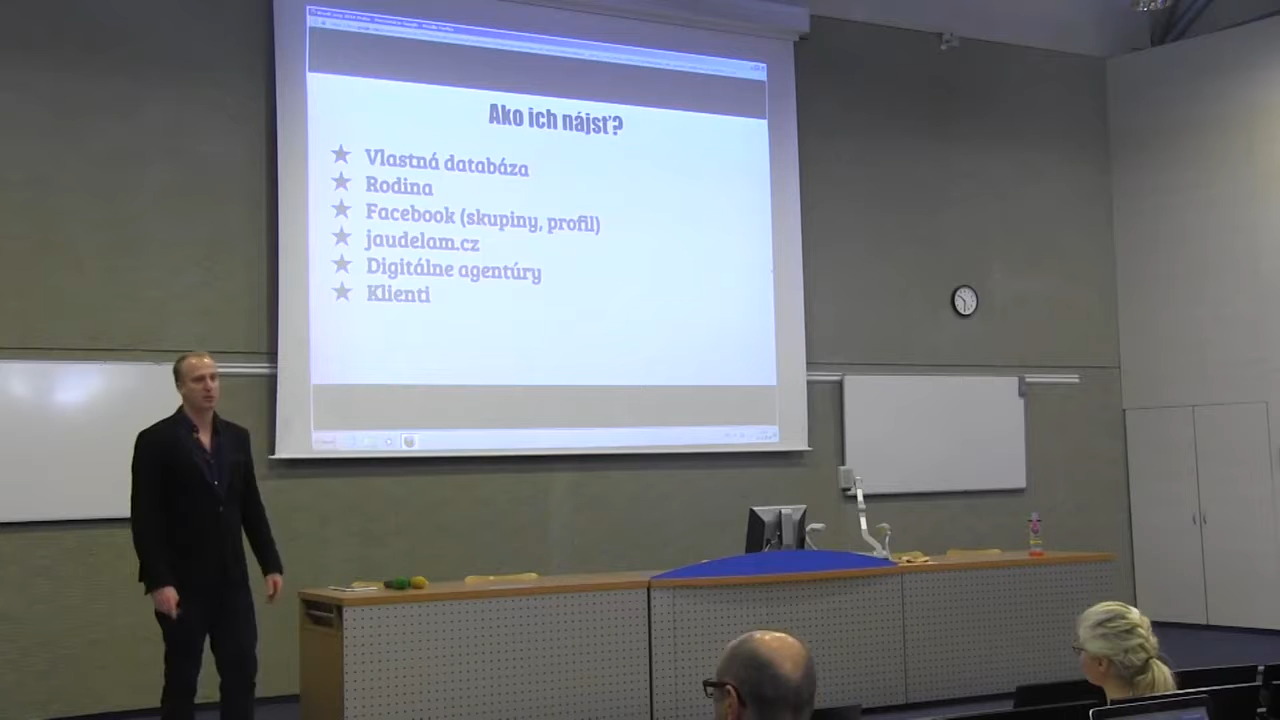 Ako ich nájsť?
Vlastná databáza
Rodina
Facebook (skupiny, profil)
jaudelam.cz
Digitálne agentúry
Klienti